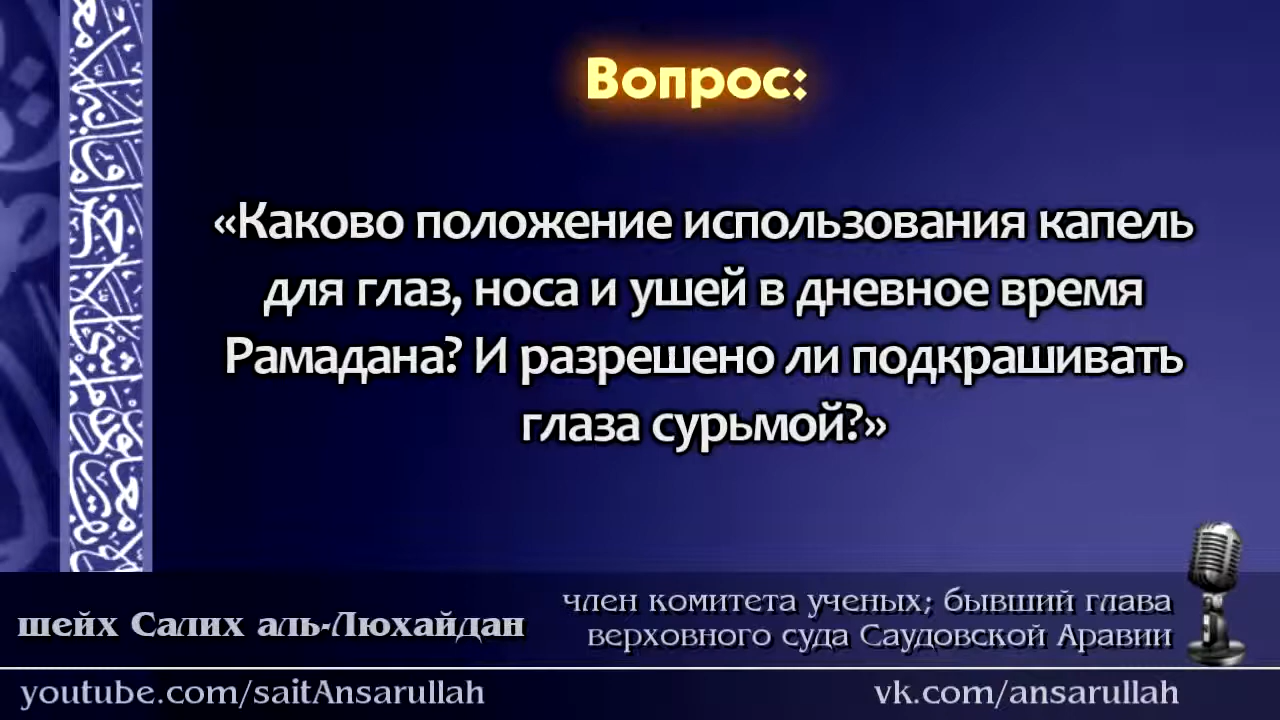 Вопрос:
«Каково положение использования капель
для глаз, носа и ушей в дневное время
Рамадана? И разрешено ли подкрашивать
глаза сурьмой?»
шейх Салих аль-Люхайдан
член комитета ученых; бывший глава
верховного суда Саудовской Аравии
youtube.com/saitAnsarullah
vk.com/ansarullah